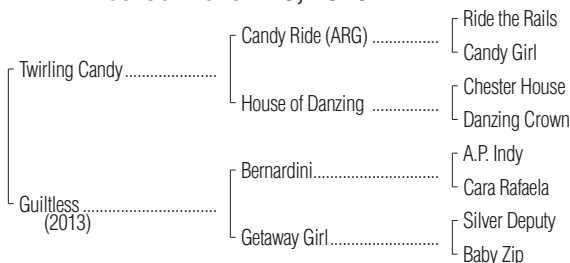 Ride the Rails
Candy Ride (ARG) ..................
Candy Girl
Twirling Candy .........................
Chester House
House of Danzing ..................
Danzing Crown
A.P. Indy
Bernardini ..................................
Cara Rafaela
Guiltless .....................................
(2013)
Silver Deputy
Getaway Girl ..............................
Baby Zip